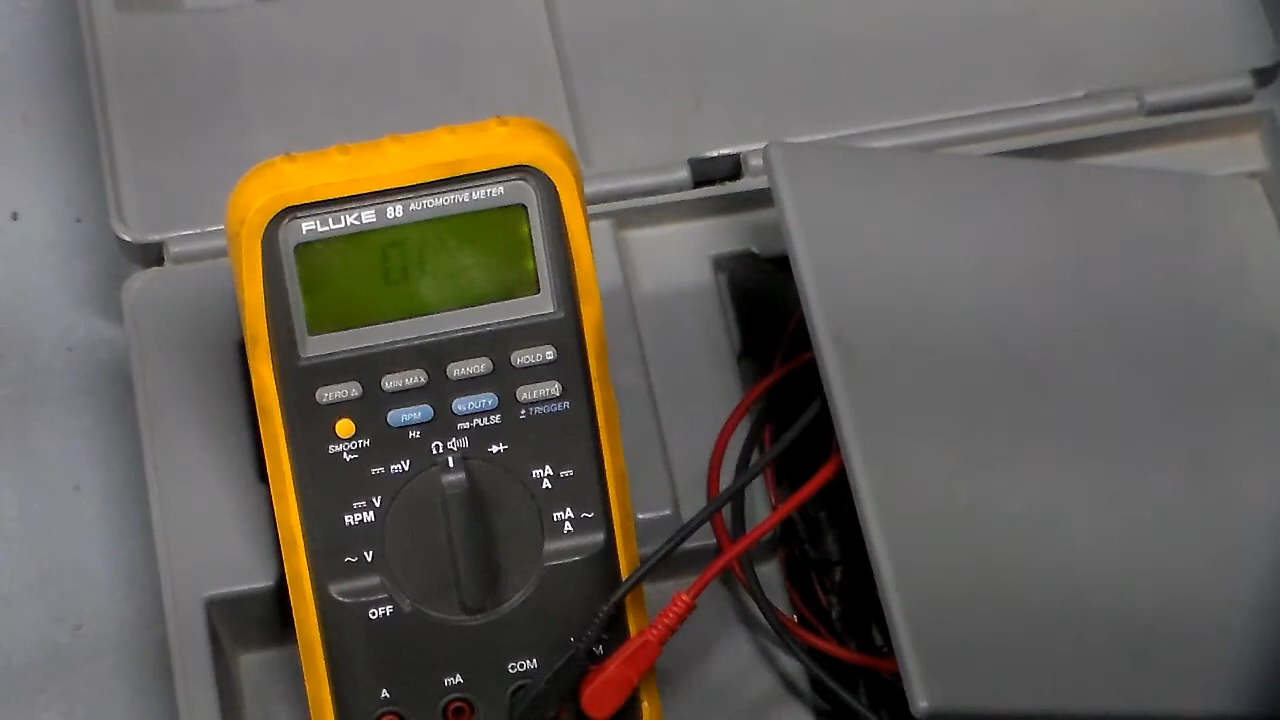 FLUKE 88 AUTOMOTIVE METER
ZERO Δ
MIN MAX
RANGE
HOLD H
RPM
% DUTY
ALERT
SMOOTH
Hz
ms-PULSE
± TRIGGER
mV
Ω
V
RPM
mA
A
~ V
mA ~
A
OFF
A
mA
COM